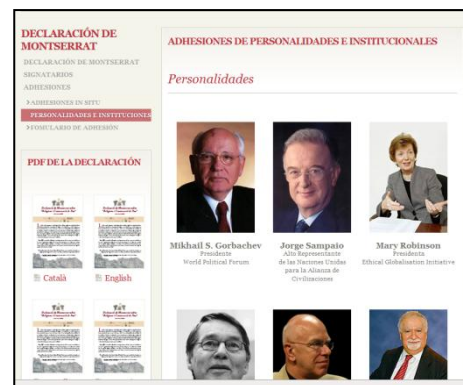 DECLARACIÓN DE
MONTSERRAT
DECLARACIÓN DE MONTSERRAT
SIGNATARIOS
ADHESIONES
ADHESIONES IN SITU
PERSONALIDADES E INSTITUCIONES
FOMULARIO DE ADHESIÓN
PDF DE LA DECLARACIÓN
Català
English
ADHESIONES DE PERSONALIDADES E INSTITUCIONALES
Personalidades
Mikhail S. Gorbachev
Presidente
World Political Forum
Jorge Sampaio
Alto Representante
de las Naciones Unidas
para la Alianza de
Civilizaciones
Mary Robinson
Presidenta
Ethical Globalisation Initiative